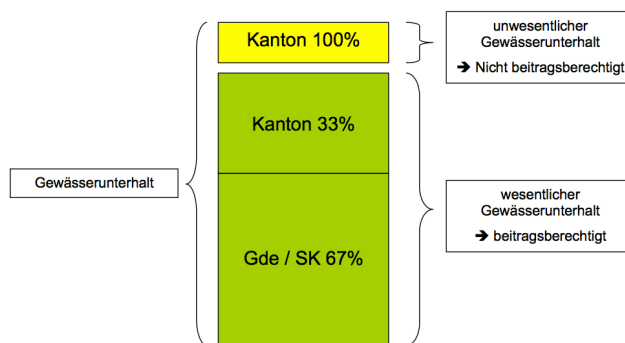 Kanton 100%
unwesentlicher
Gewässerunterhalt
➔ Nicht beitragsberechtigt
Kanton 33%
Gewässerunterhalt
wesentlicher
Gewässerunterhalt
➔ beitragsberechtigt
Gde / SK 67%